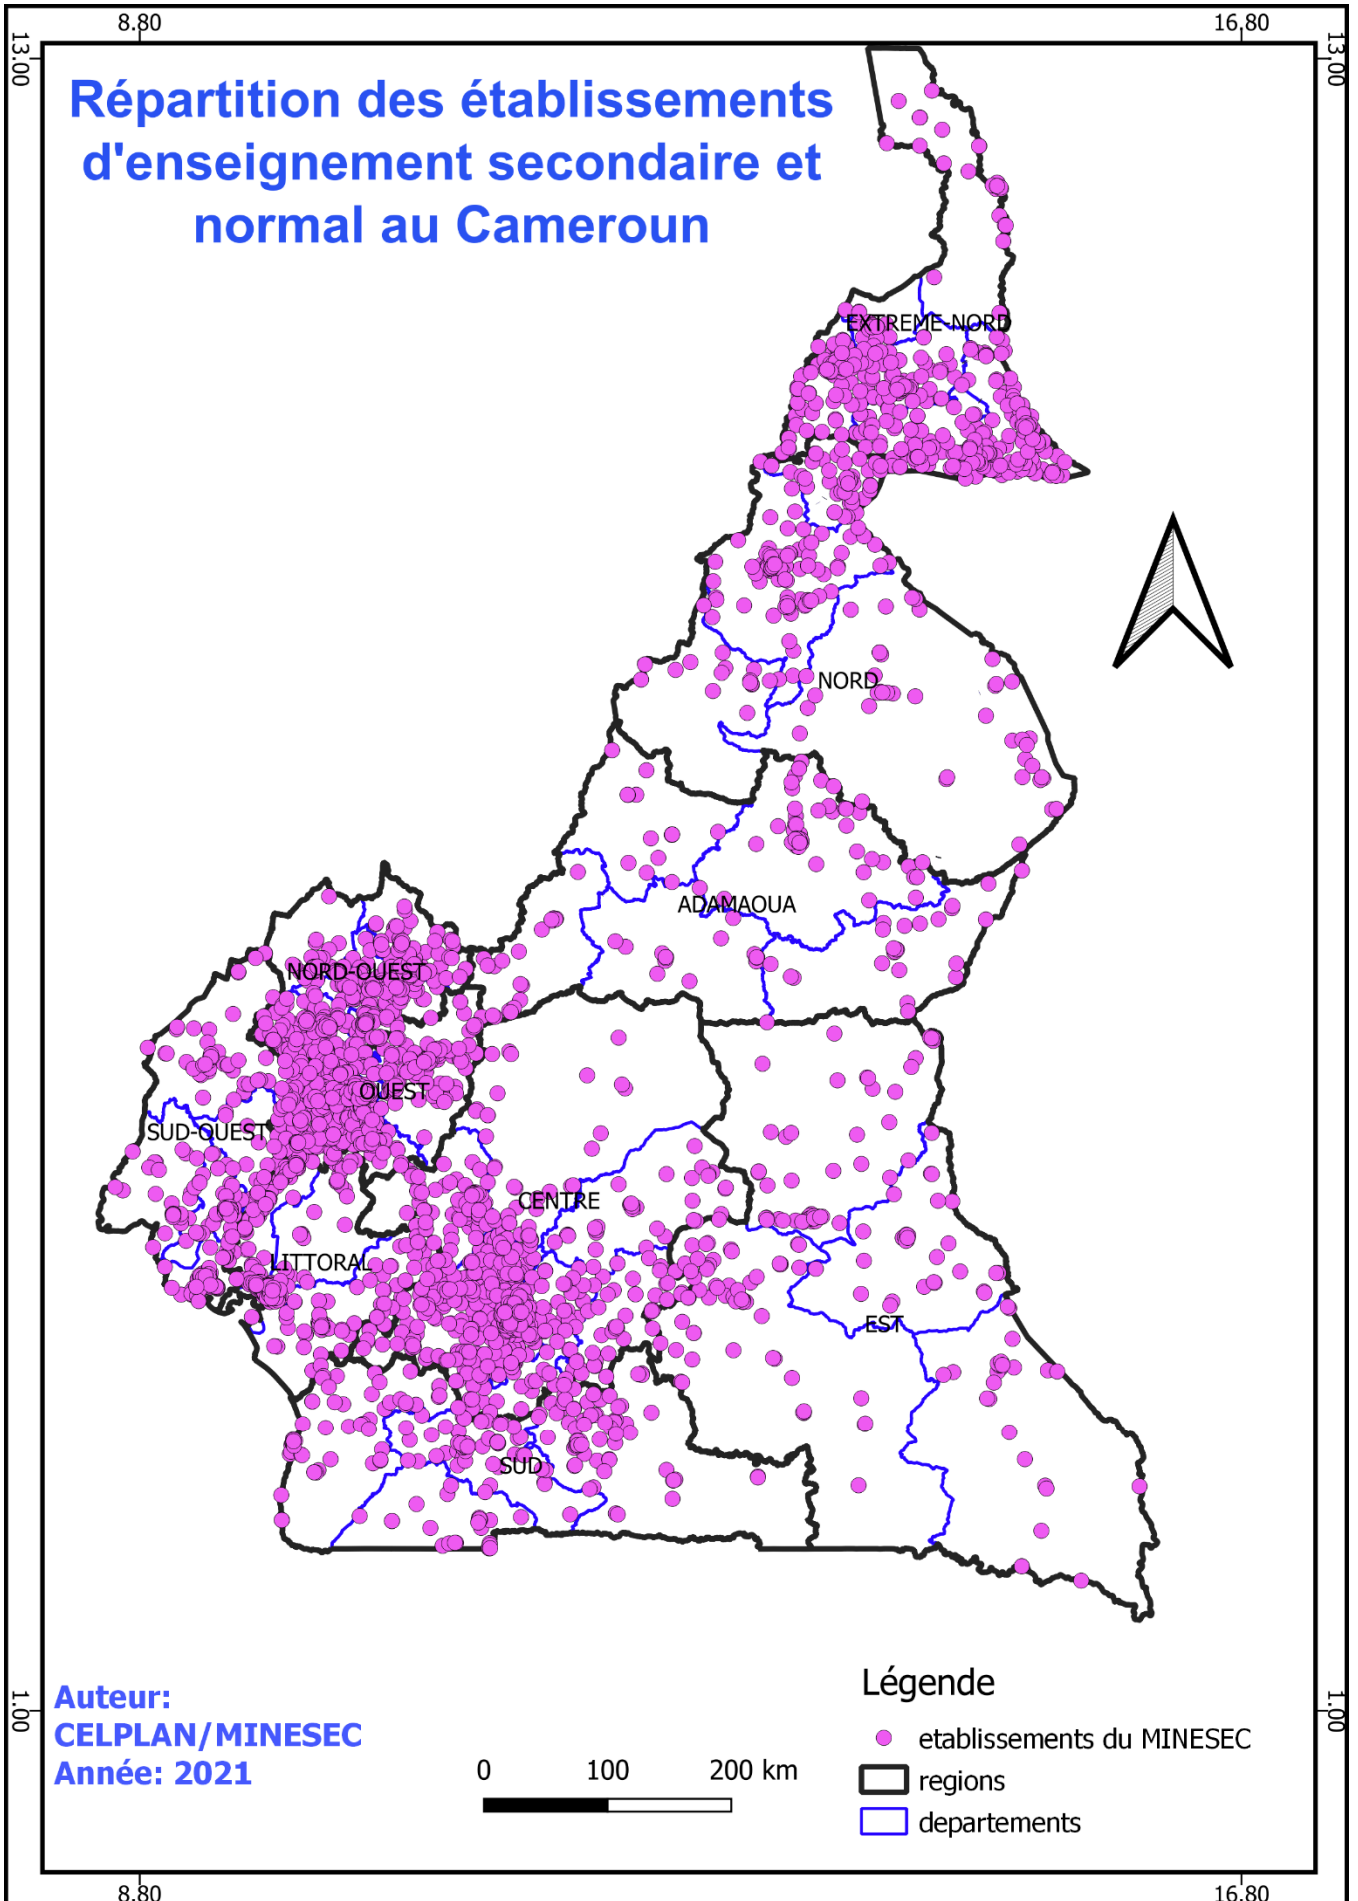 8.80 16.80
13.00 13.00
Répartition des établissements
d'enseignement secondaire et
normal au Cameroun
EXTREME-NORD
NORD
ADAMAOUA
NORD-OUEST
OUEST
SUD-OUEST
CENTRE
LITTORAL
EST
SUD
Auteur:
CELPLAN/MINESEC
Année: 2021
0 100 200 km
Légende
etablissements du MINESEC
regions
departements
1.00 1.00
8.80 16.80